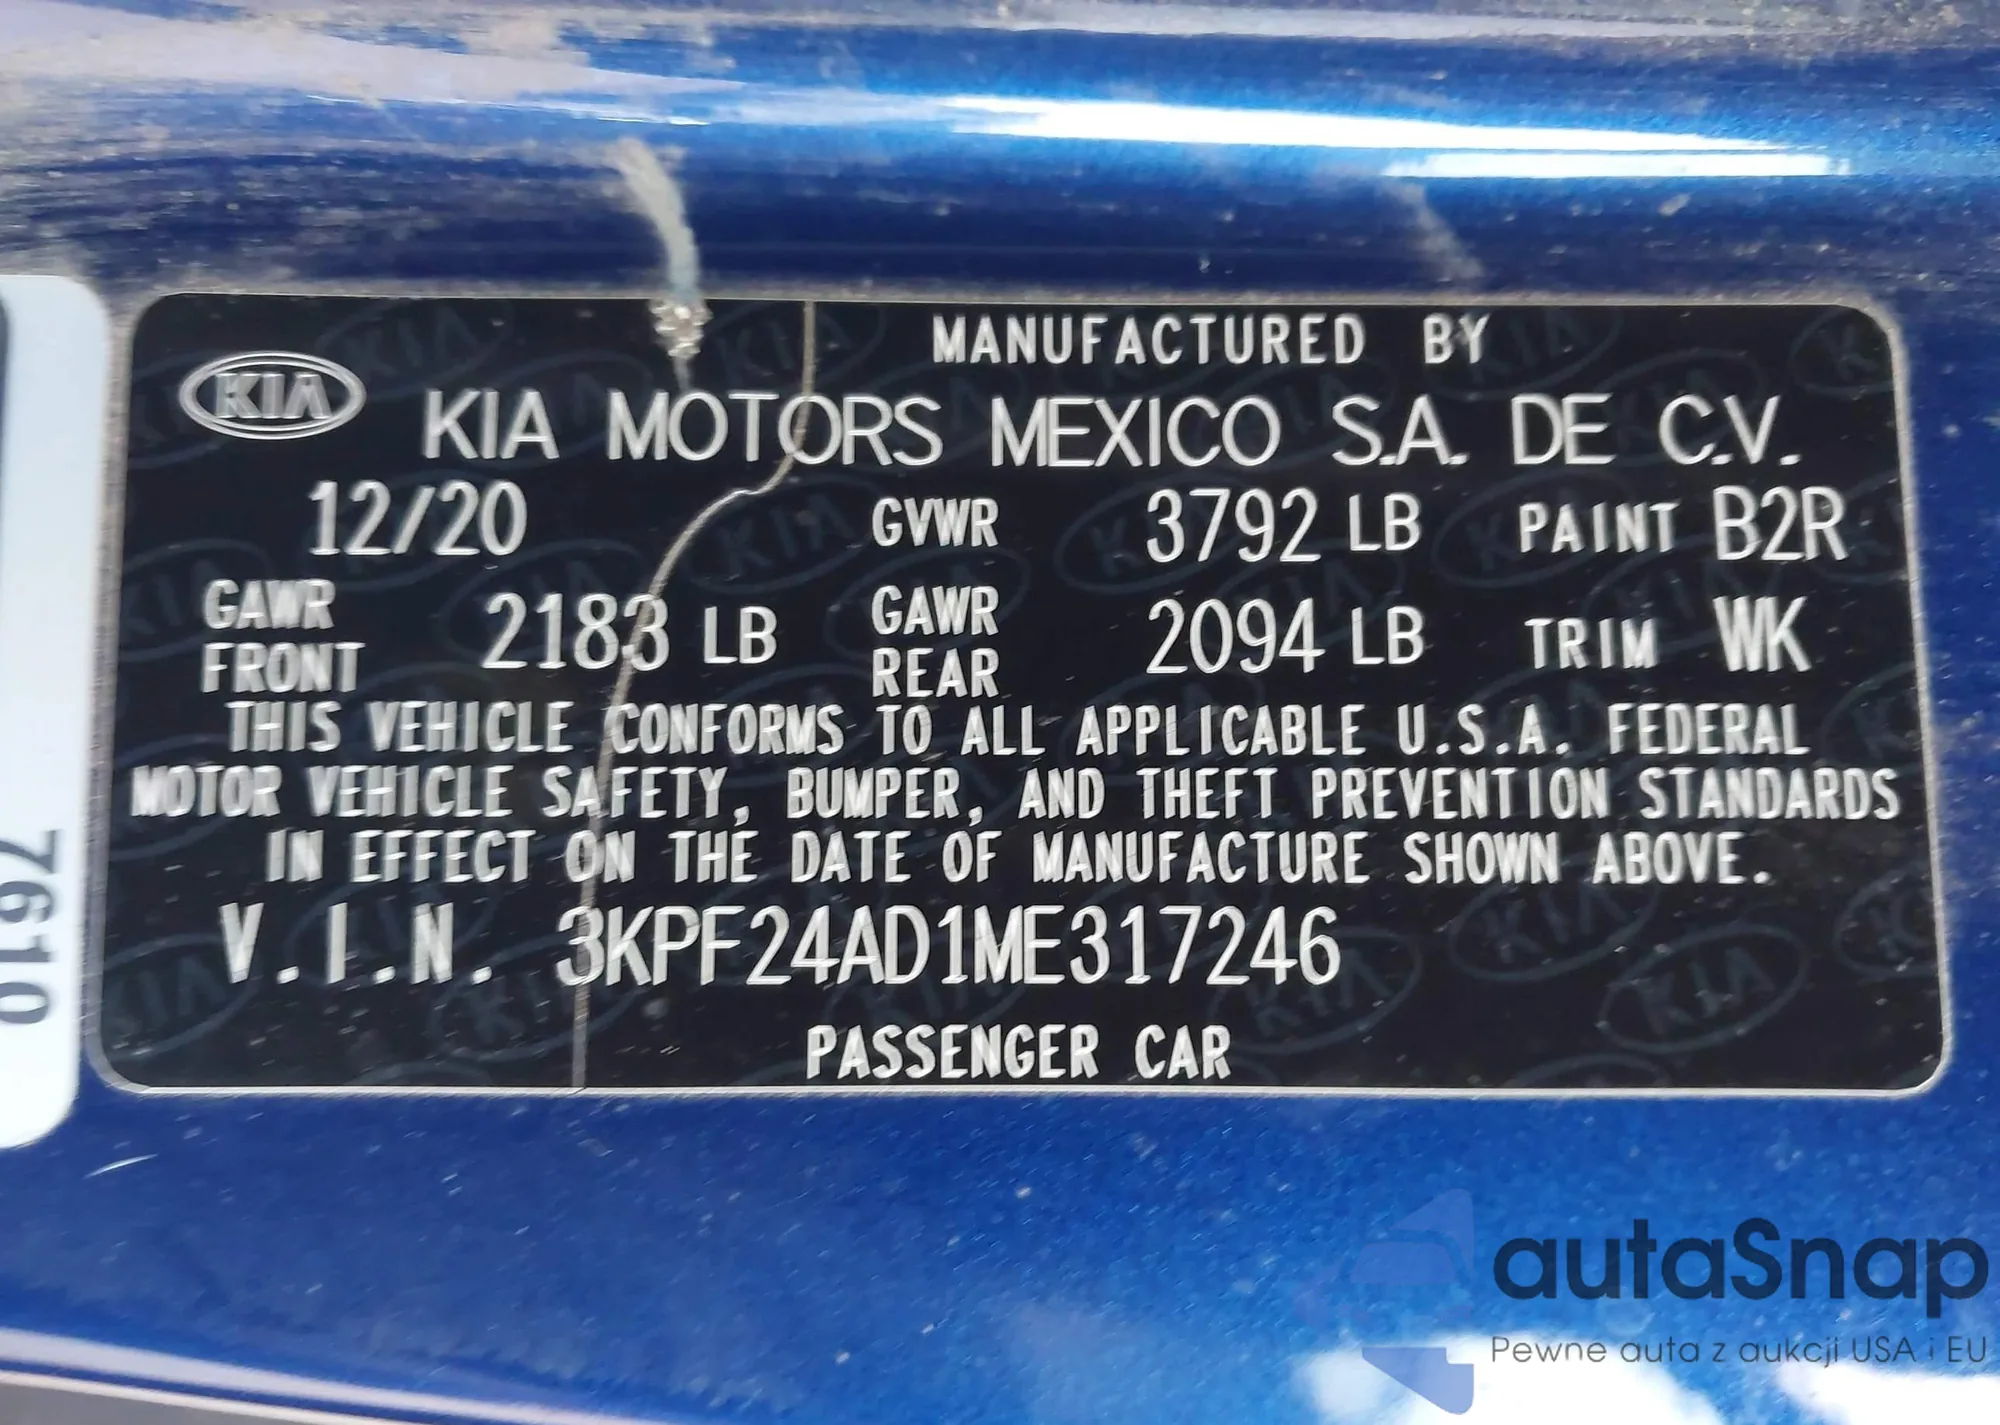 MANUFACTURED BY
KIA KIA MOTORS MEXICO S.A. DE C.V.
12/20 GVWR 3792 LB PAINT B2R
GAWR FRONT 2183 LB GAWR REAR 2094 LB TRIM WK
THIS VEHICLE CONFORMS TO ALL APPLICABLE U.S.A. FEDERAL
MOTOR VEHICLE SAFETY, BUMPER, AND THEFT PREVENTION STANDARDS
IN EFFECT ON THE DATE OF MANUFACTURE SHOWN ABOVE.
V.I.N. 3KPF24AD1ME317246
PASSENGER CAR
7610
autaSnap
Pewne auta z aukcji USA i EU